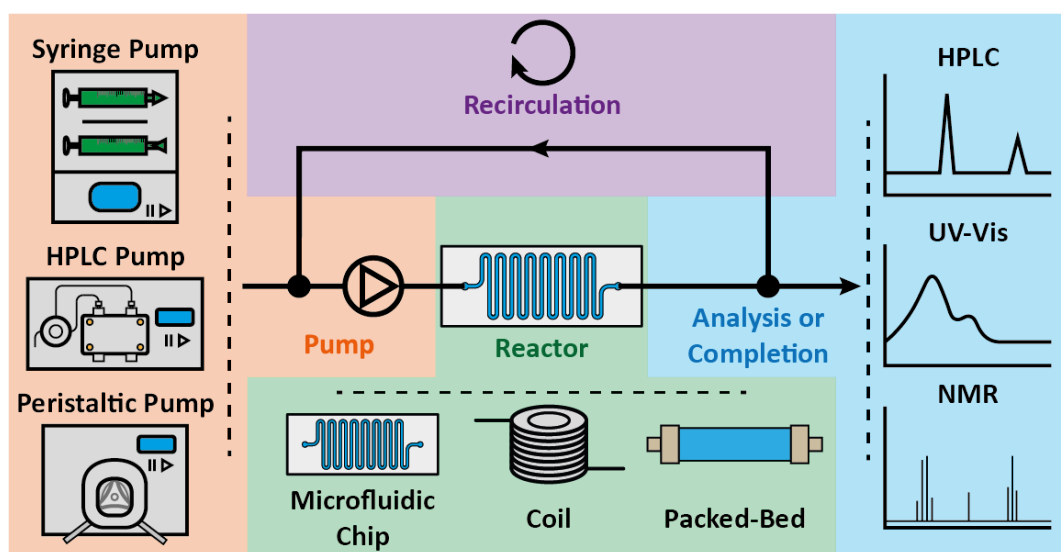 Syringe Pump
HPLC Pump
Peristaltic Pump
Recirculation
Pump
Reactor
Analysis or
Completion
Microfluidic
Chip
Coil
Packed-Bed
HPLC
UV-Vis
NMR